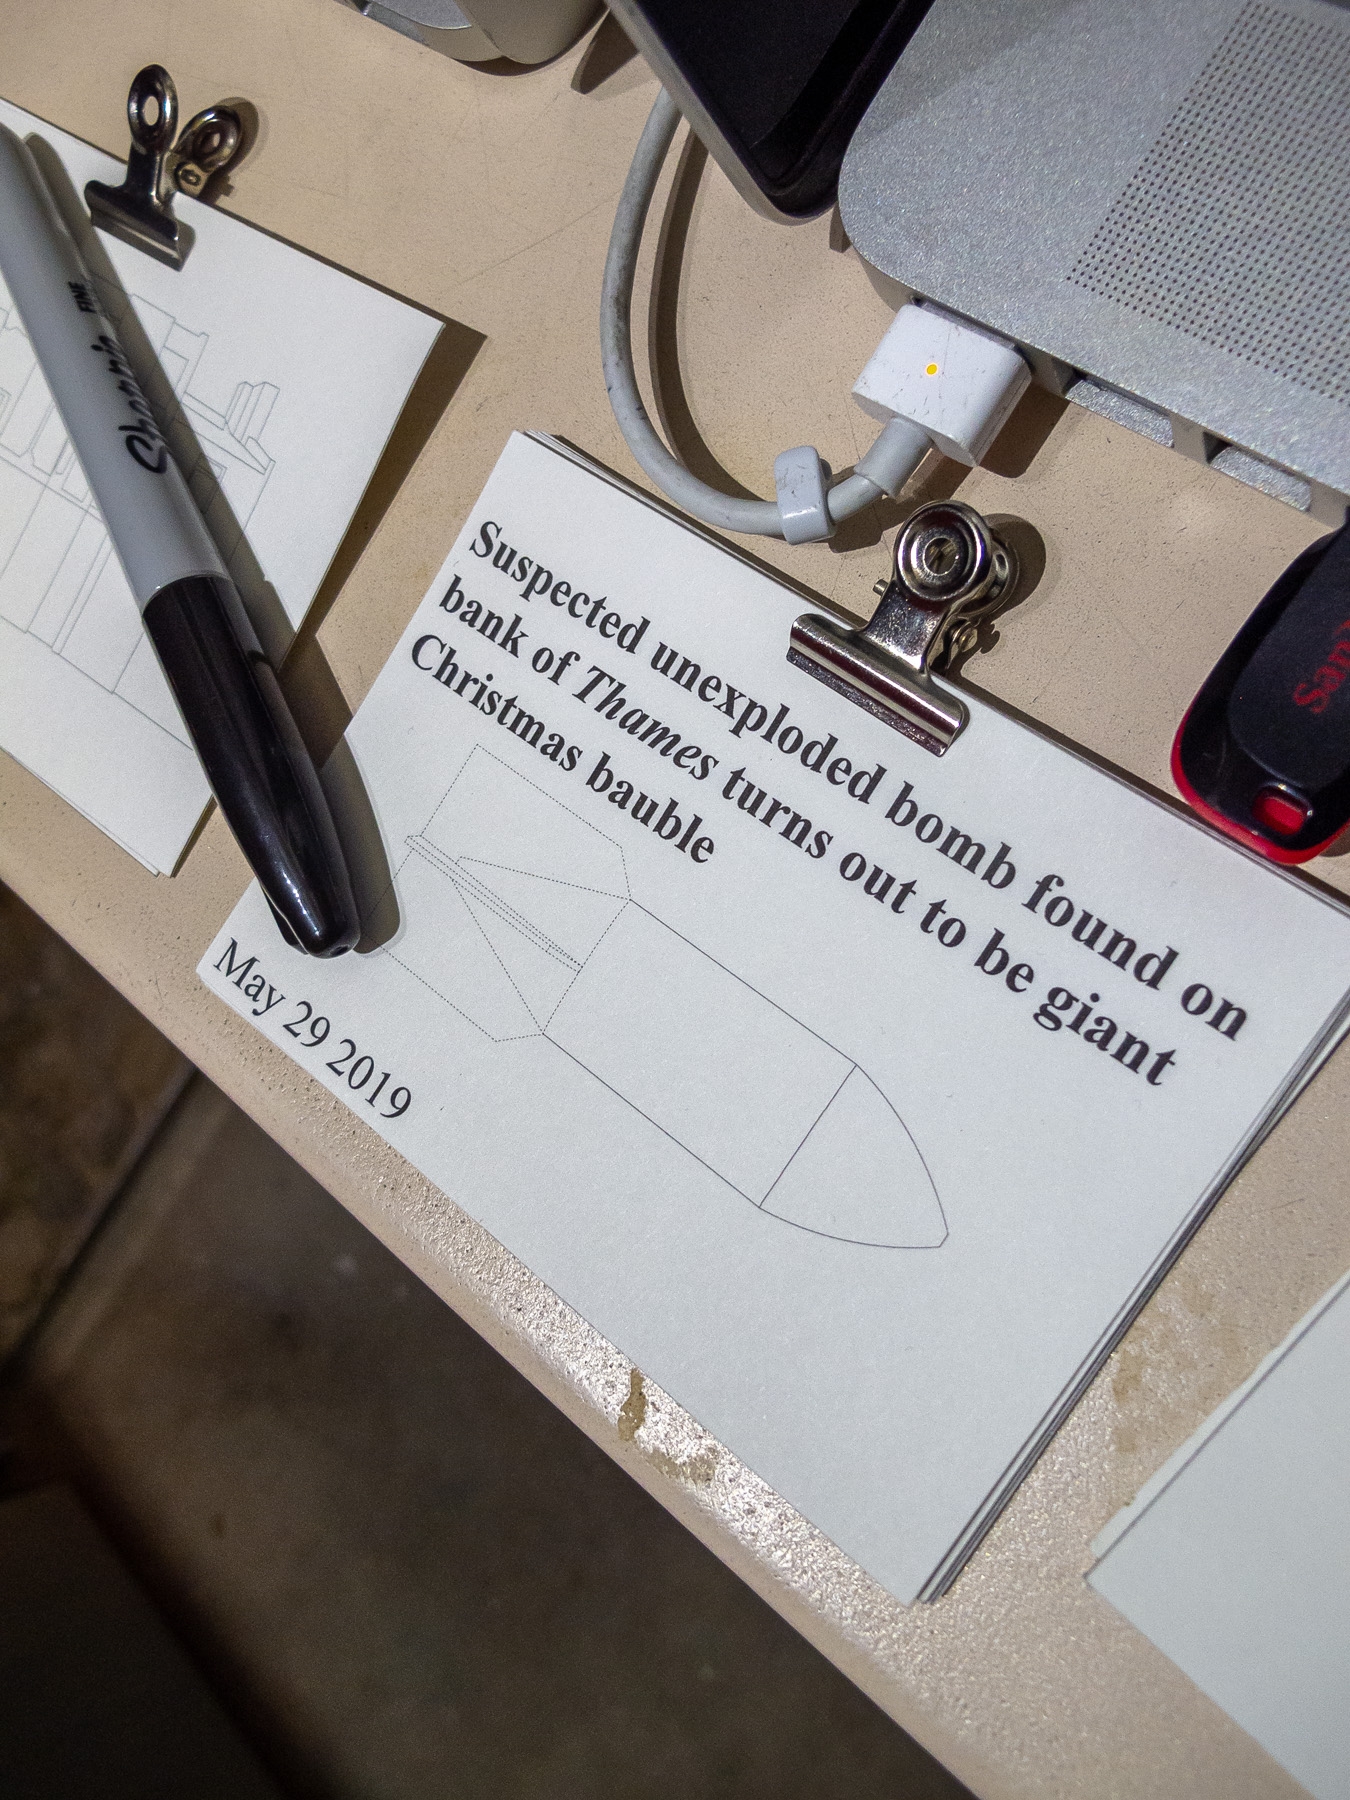 Sharpie FINE
Suspected unexploded bomb found on
bank of Thames turns out to be giant
Christmas bauble
May 29 2019